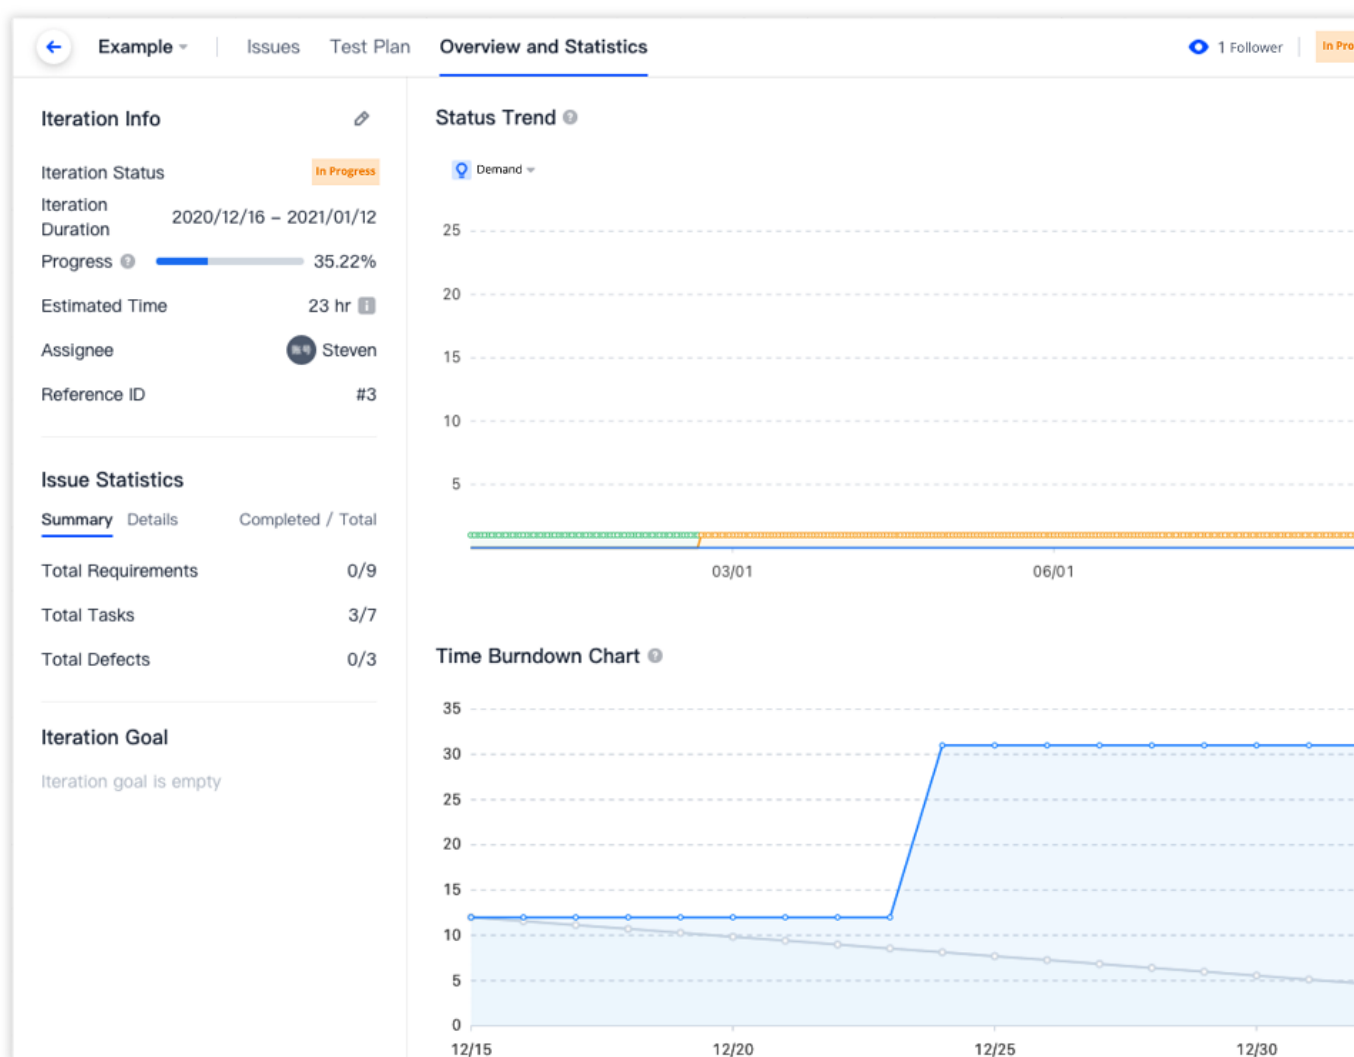 Example Issues Test Plan Overview and Statistics 1 Follower In Pro
Iteration Info
Iteration Status In Progress
Iteration Duration 2020/12/16 – 2021/01/12
Progress 35.22%
Estimated Time 23 hr
Assignee Steven
Reference ID #3
Issue Statistics
Summary Details Completed / Total
Total Requirements 0/9
Total Tasks 3/7
Total Defects 0/3
Iteration Goal
Iteration goal is empty
Status Trend
Demand
25
20
15
10
5
03/01 06/01
Time Burndown Chart
35
30
25
20
15
10
5
0
12/15 12/20 12/25 12/30